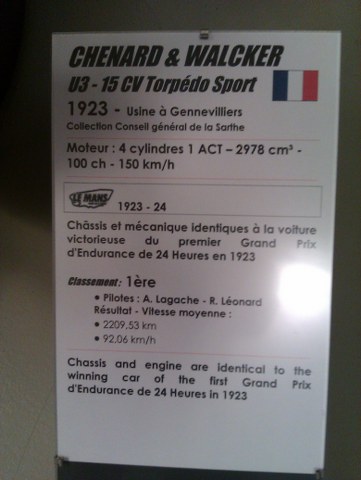 CHENARD & WALCKER
U3 - 15 CV Torpédo Sport
1923 - Usine à Gennevilliers
Collection Conseil général de la Sarthe
Moteur : 4 cylindres 1 ACT – 2978 cm³ -
100 ch - 150 km/h
LE MANS
1923 - 24
Châssis et mécanique identiques à la voiture
victorieuse du premier Grand Prix
d'Endurance de 24 Heures en 1923
Classement : 1ère
• Pilotes : A. Lagache - R. Léonard
Résultat - Vitesse moyenne :
• 2209,53 km
• 92,06 km/h
Chassis and engine are identical to the
winning car of the first Grand Prix
d'Endurance de 24 Heures in 1923